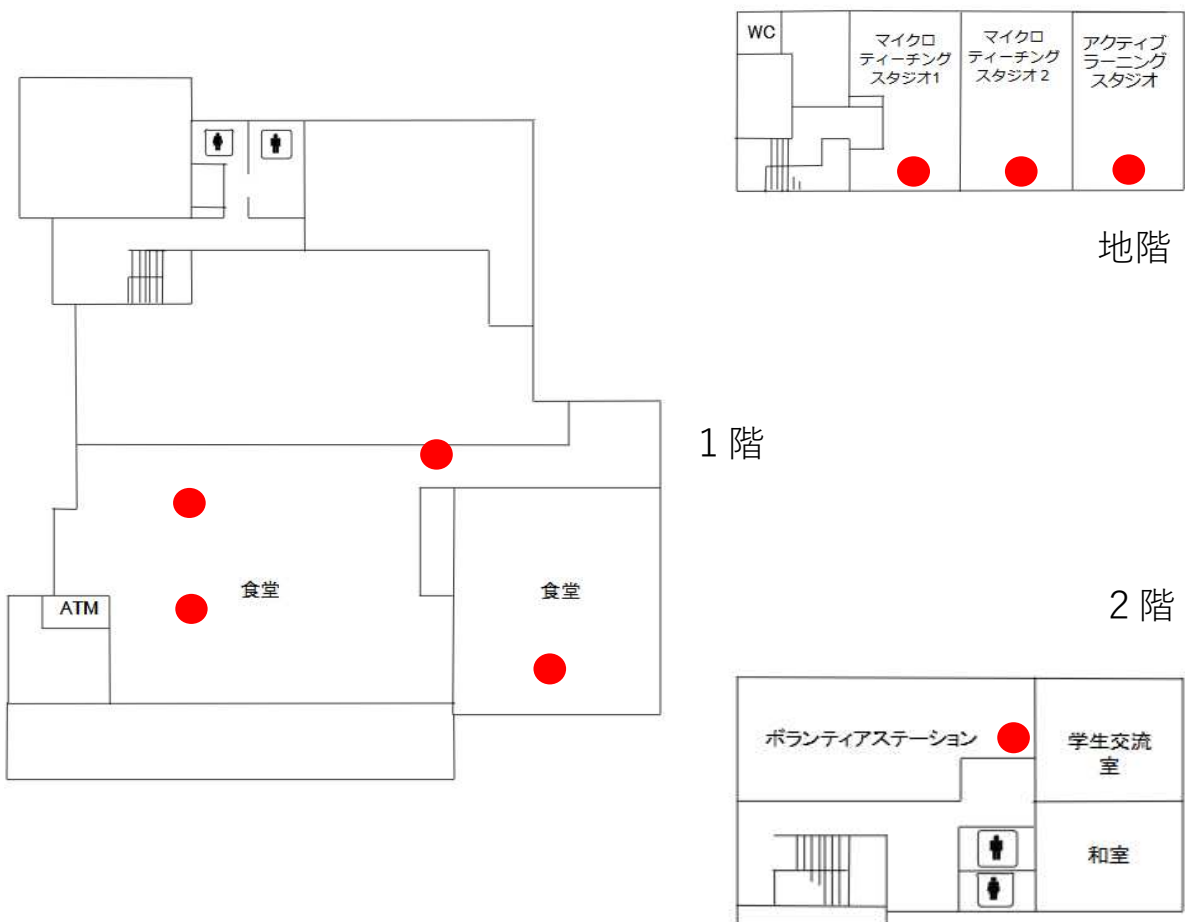 WC
マイクロ
ティーチング
スタジオ1
マイクロ
ティーチング
スタジオ２
アクティブ
ラーニング
スタジオ
地階
１階
食堂
食堂
ATM
２階
ボランティアステーション
学生交流
室
和室